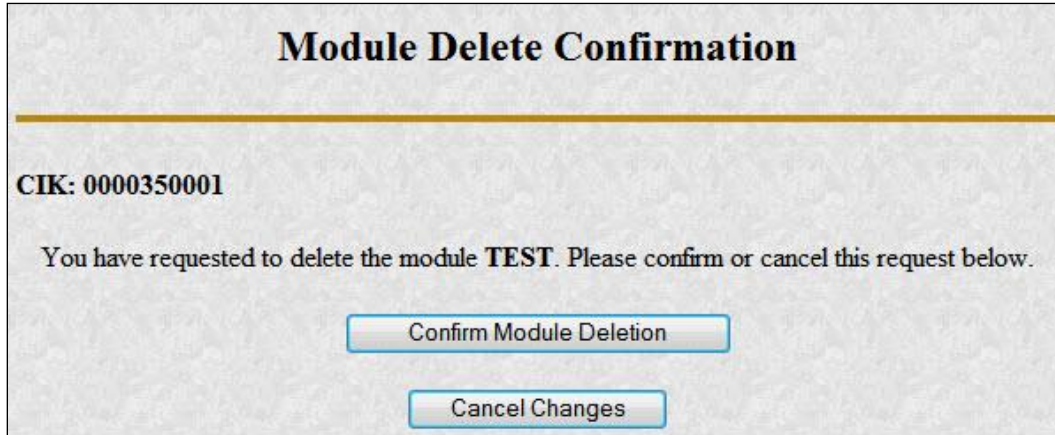 Module Delete Confirmation
CIK: 0000350001
You have requested to delete the module TEST. Please confirm or cancel this request below.
Confirm Module Deletion
Cancel Changes